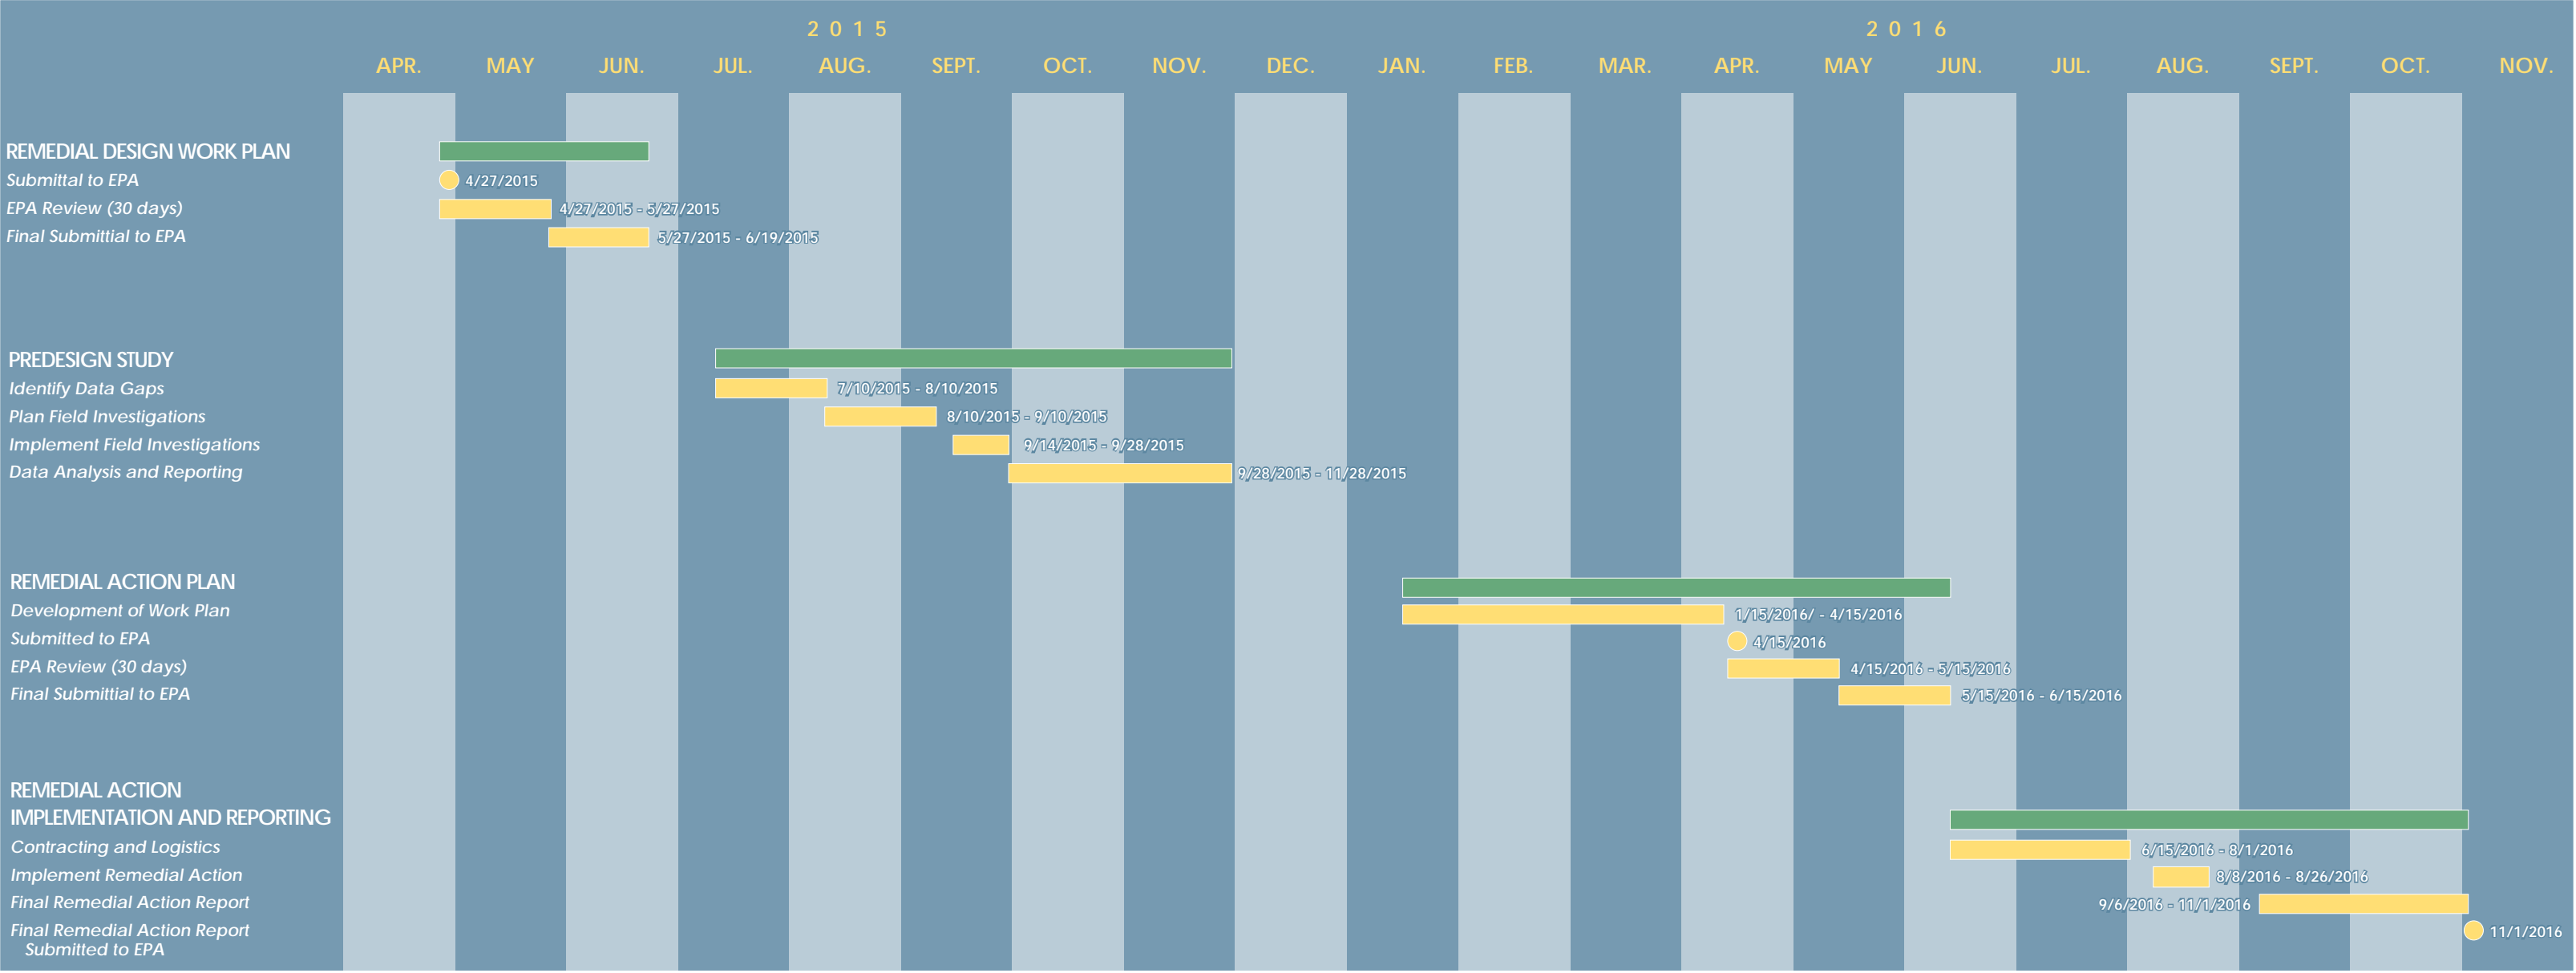 2 0 1 5 2 0 1 6
APR. MAY JUN. JUL. AUG. SEPT. OCT. NOV. DEC. JAN. FEB. MAR. APR. MAY JUN. JUL. AUG. SEPT. OCT. NOV.
REMEDIAL DESIGN WORK PLAN
Submittal to EPA 4/27/2015
EPA Review (30 days) 4/27/2015 - 5/27/2015
Final Submittial to EPA 5/27/2015 - 6/19/2015
PREDESIGN STUDY
Identify Data Gaps 7/10/2015 - 8/10/2015
Plan Field Investigations 8/10/2015 - 9/10/2015
Implement Field Investigations 9/14/2015 - 9/28/2015
Data Analysis and Reporting 9/28/2015 - 11/28/2015
REMEDIAL ACTION PLAN
Development of Work Plan 1/15/2016/ - 4/15/2016
Submitted to EPA 4/15/2016
EPA Review (30 days) 4/15/2016 - 5/15/2016
Final Submittial to EPA 5/15/2016 - 6/15/2016
REMEDIAL ACTION
IMPLEMENTATION AND REPORTING
Contracting and Logistics 6/15/2016 - 8/1/2016
Implement Remedial Action 8/8/2016 - 8/26/2016
Final Remedial Action Report 9/6/2016 - 11/1/2016
Final Remedial Action Report 11/1/2016
Submitted to EPA